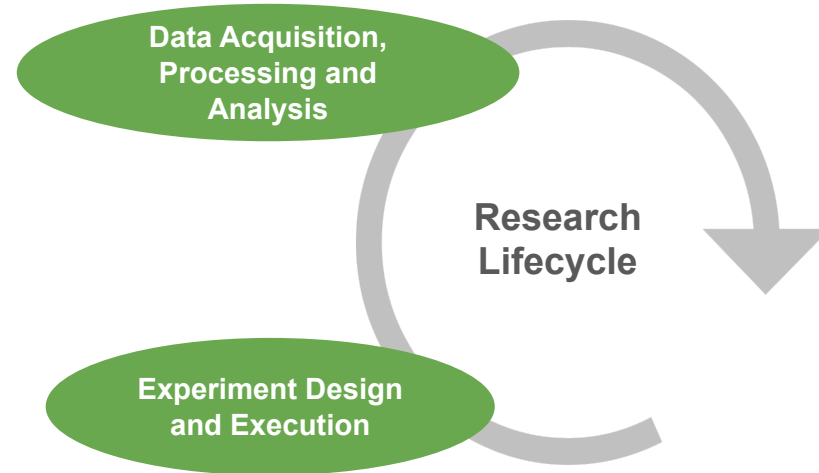 Data Acquisition,
Processing and
Analysis
Research
Lifecycle
Experiment Design
and Execution